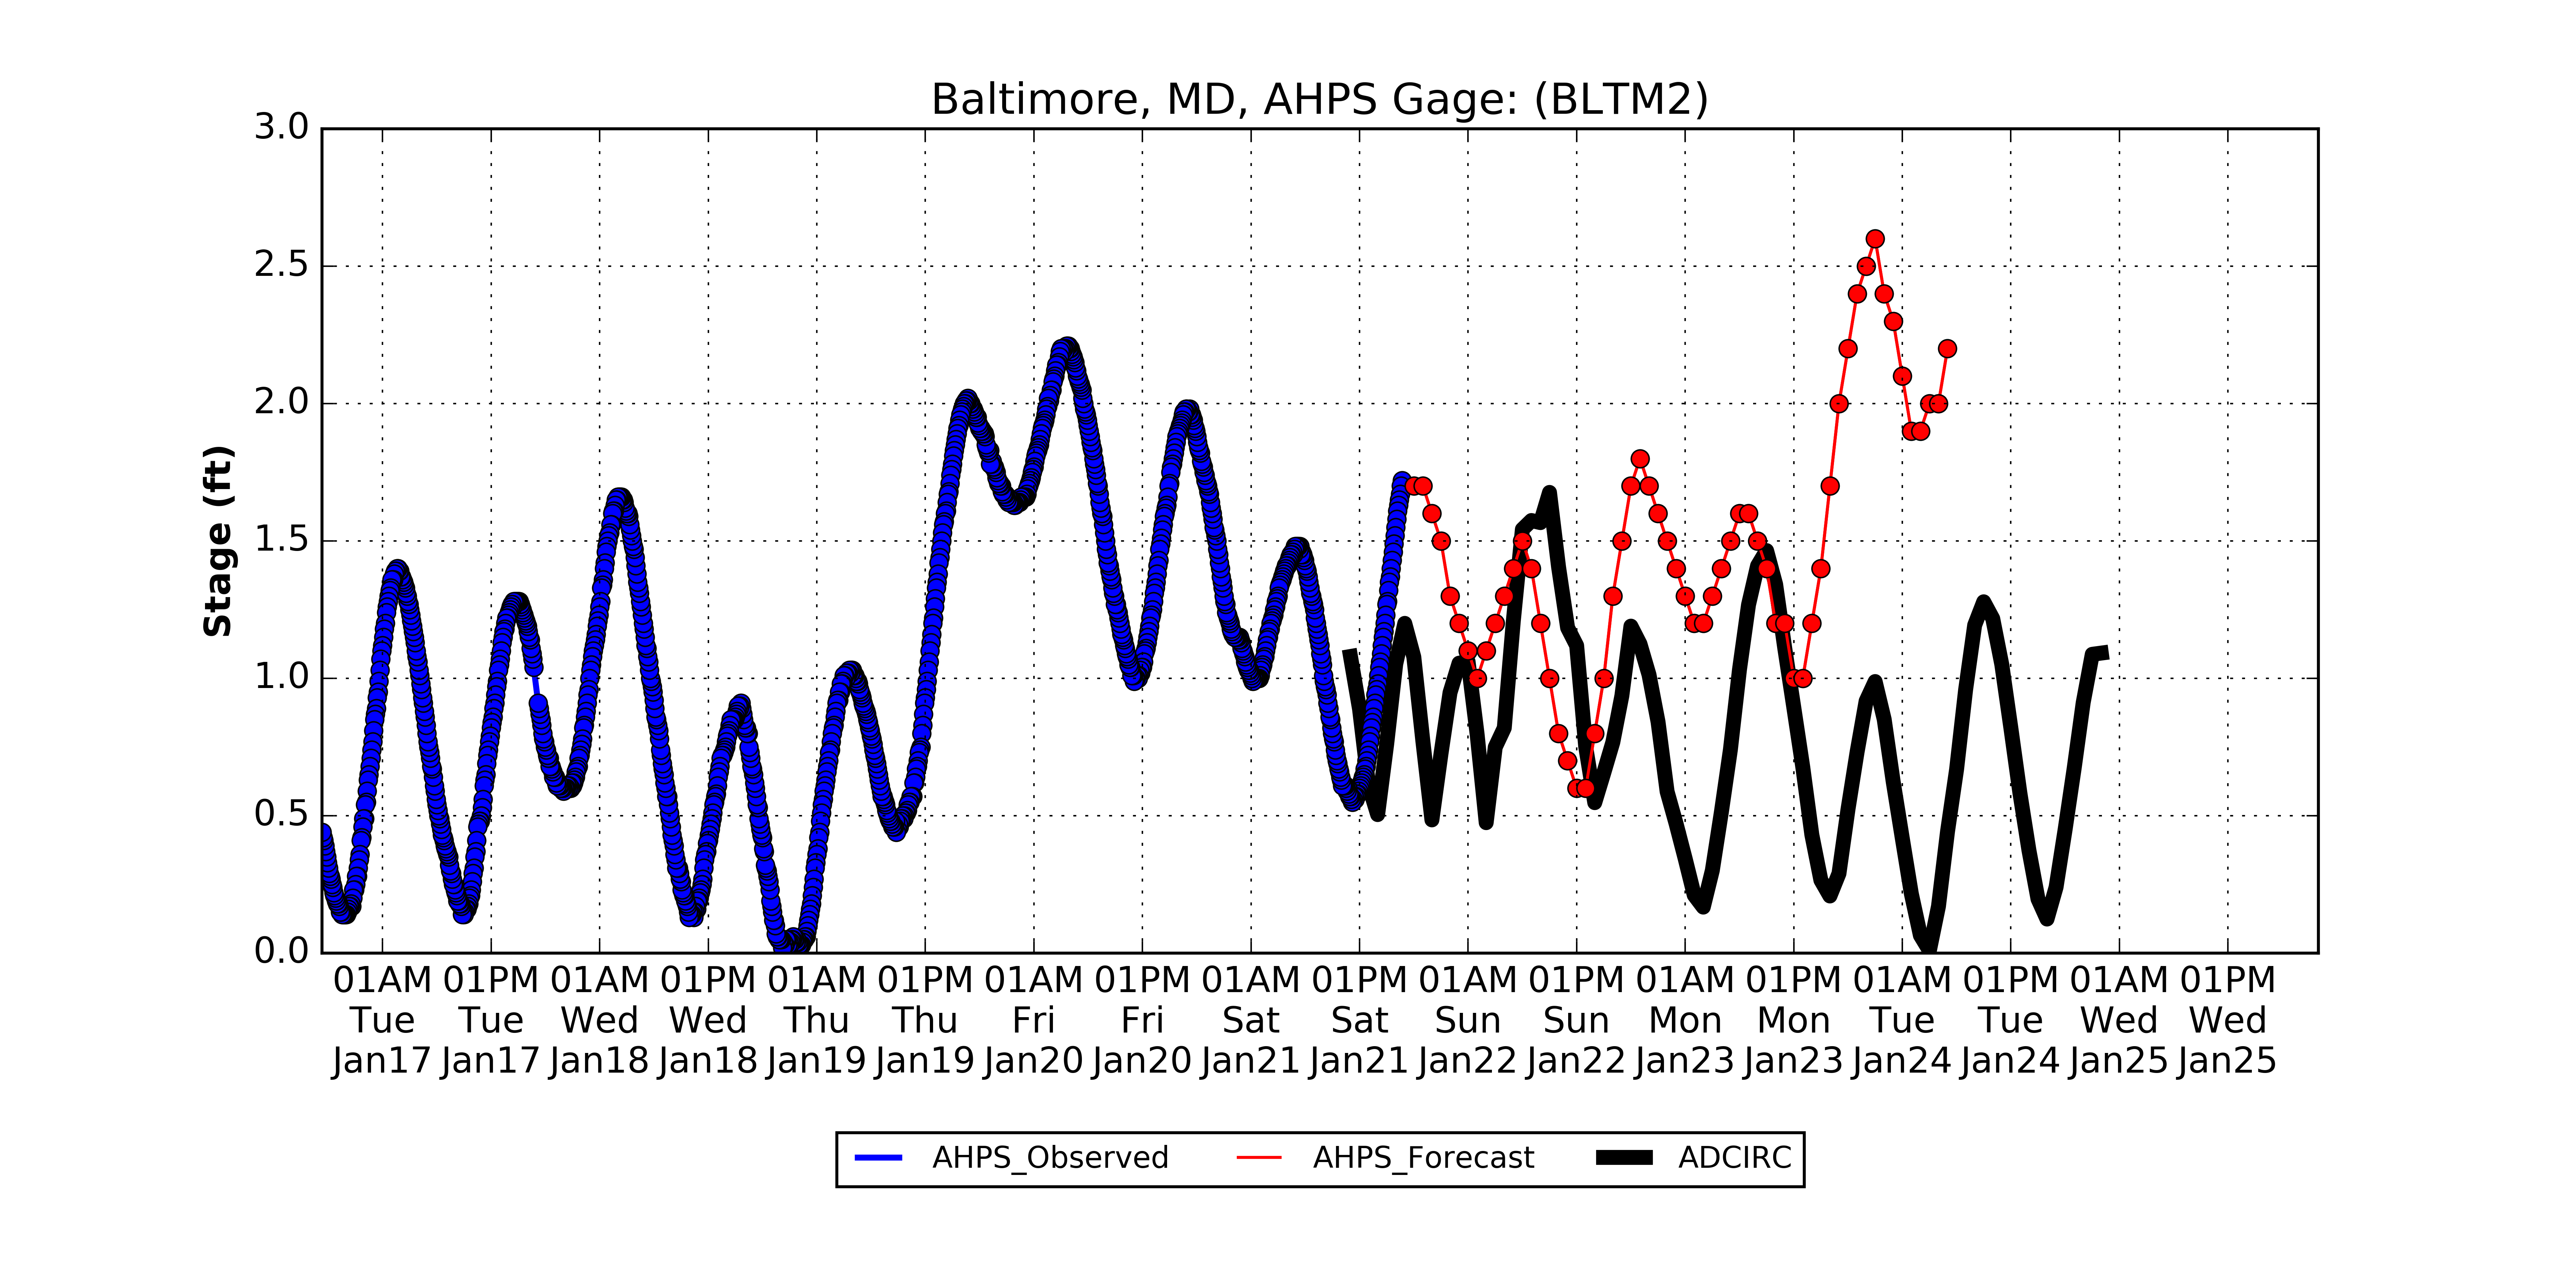 Baltimore, MD, AHPS Gage: (BLTM2)
3.0
2.5
2.0
1.5
1.0
0.5
0.0
Stage (ft)
01AM 01PM 01AM 01PM 01AM 01PM 01AM 01PM 01AM 01PM 01AM 01PM 01AM 01PM 01AM 01PM 01AM 01PM
Tue Tue Wed Wed Thu Thu Fri Fri Sat Sat Sun Sun Mon Mon Tue Tue Wed Wed
Jan17 Jan17 Jan18 Jan18 Jan19 Jan19 Jan20 Jan20 Jan21 Jan21 Jan22 Jan22 Jan23 Jan23 Jan24 Jan24 Jan25 Jan25
AHPS_Observed AHPS_Forecast ADCIRC